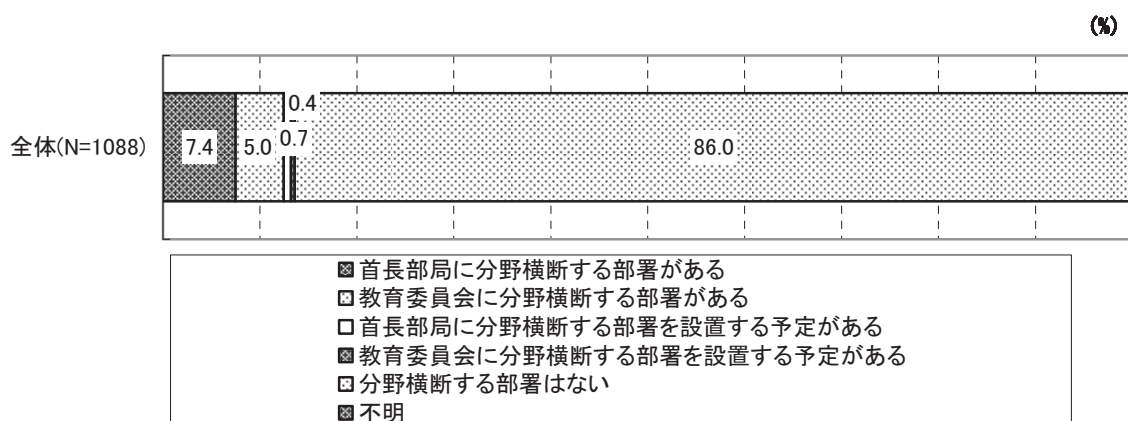 (%)
0.4
全体(N=1088) 7.4 5.0 0.7 86.0
首長部局に分野横断する部署がある
教育委員会に分野横断する部署がある
首長部局に分野横断する部署を設置する予定がある
教育委員会に分野横断する部署を設置する予定がある
分野横断する部署はない
不明